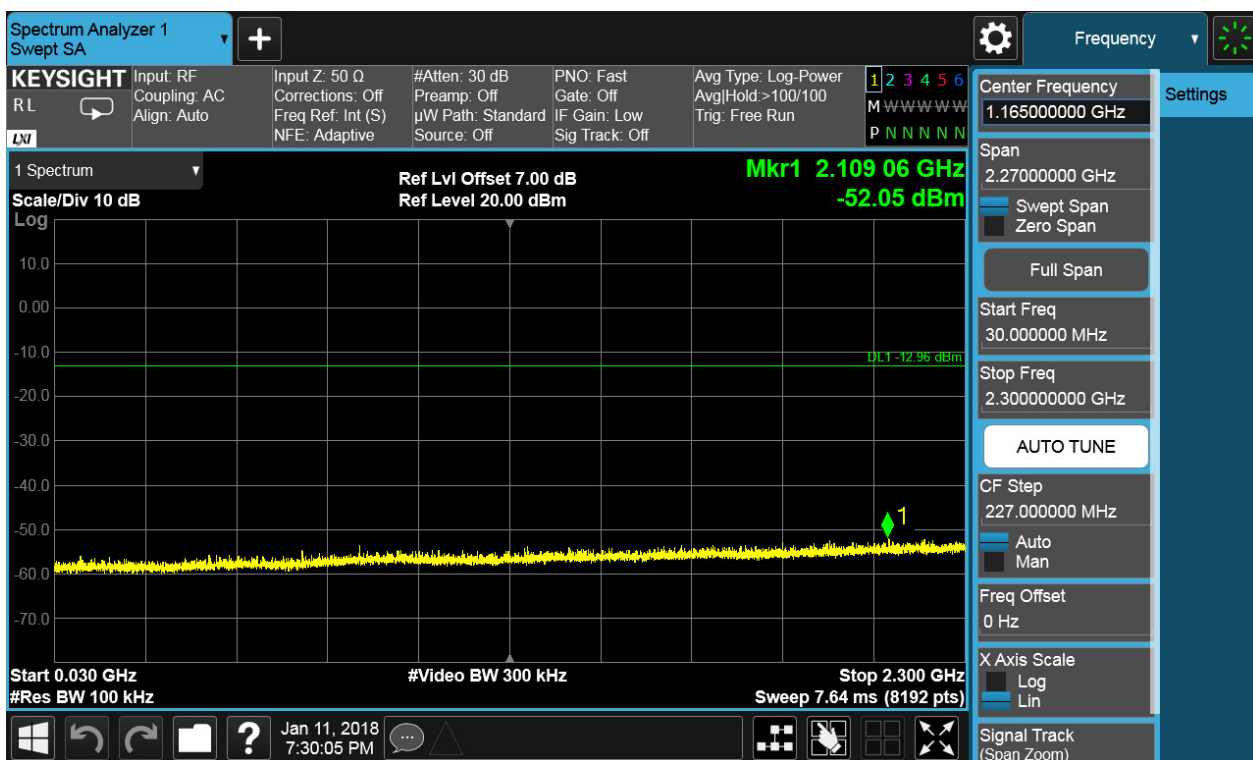 Spectrum Analyzer 1
Swept SA
Frequency
KEYSIGHT
R L
LXI
Input: RF
Coupling: AC
Align: Auto
Input Z: 50 Ω
Corrections: Off
Freq Ref: Int (S)
NFE: Adaptive
#Atten: 30 dB
Preamp: Off
µW Path: Standard
Source: Off
PNO: Fast
Gate: Off
IF Gain: Low
Sig Track: Off
Avg Type: Log-Power
Avg|Hold:>100/100
Trig: Free Run
1 2 3 4 5 6
M W W W W W
P N N N N N
1 Spectrum
Scale/Div 10 dB
Ref Lvl Offset 7.00 dB
Ref Level 20.00 dBm
Mkr1 2.109 06 GHz
-52.05 dBm
Log
10.0
0.00
-10.0
-20.0
-30.0
-40.0
-50.0
-60.0
-70.0
DL1 -12.96 dBm
1
Start 0.030 GHz
#Res BW 100 kHz
#Video BW 300 kHz
Stop 2.300 GHz
Sweep 7.64 ms (8192 pts)
Jan 11, 2018
7:30:05 PM
Center Frequency
1.165000000 GHz
Span
2.27000000 GHz
Swept Span
Zero Span
Full Span
Start Freq
30.000000 MHz
Stop Freq
2.300000000 GHz
AUTO TUNE
CF Step
227.000000 MHz
Auto
Man
Freq Offset
0 Hz
X Axis Scale
Log
Lin
Signal Track
(Span Zoom)
Settings